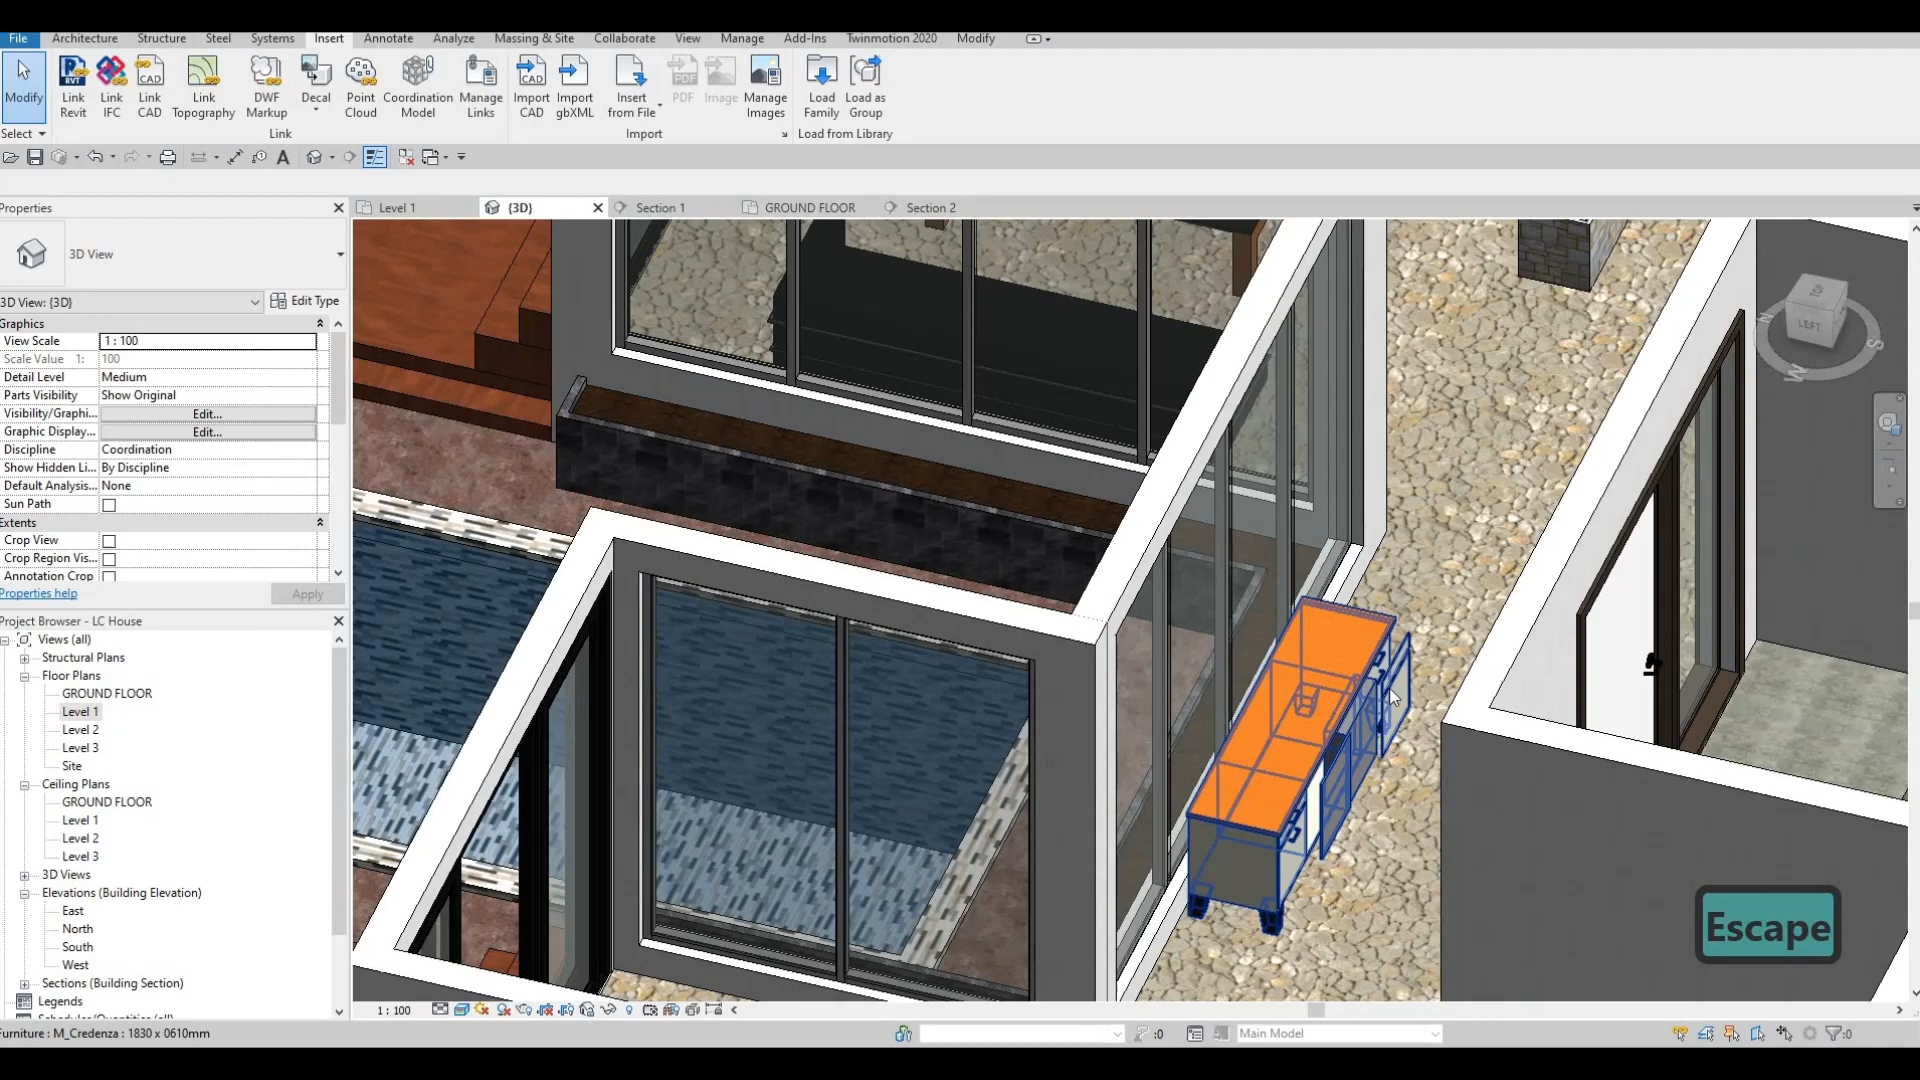 File Architecture Structure Steel Systems Insert Annotate Analyze Massing & Site Collaborate View Manage Add-Ins Twinmotion 2020 Modify
Modify
Link Revit
Link IFC
Link CAD
Link Topography
DWF Markup
Decal
Point Cloud
Coordination Model
Manage Links
Import CAD
Import gbXML
Insert from File
PDF
Image
Manage Images
Load Family
Load as Group
Select
Link
Import
Load from Library
Properties
Level 1
{3D}
Section 1
GROUND FLOOR
Section 2
3D View
3D View: {3D}
Edit Type
Graphics
View Scale 1 : 100
Scale Value 1: 100
Detail Level Medium
Parts Visibility Show Original
Visibility/Graphi... Edit...
Graphic Display... Edit...
Discipline Coordination
Show Hidden Li... By Discipline
Default Analysis... None
Sun Path
Extents
Crop View
Crop Region Vis...
Annotation Crop
Properties help
Apply
Project Browser - LC House
Views (all)
Structural Plans
Floor Plans
GROUND FLOOR
Level 1
Level 2
Level 3
Site
Ceiling Plans
GROUND FLOOR
Level 1
Level 2
Level 3
3D Views
Elevations (Building Elevation)
East
North
South
West
Sections (Building Section)
Legends
TOP
LEFT
N
S
W
Escape
1 : 100
Furniture : M_Credenza : 1830 x 0610mm
:0
Main Model
:0